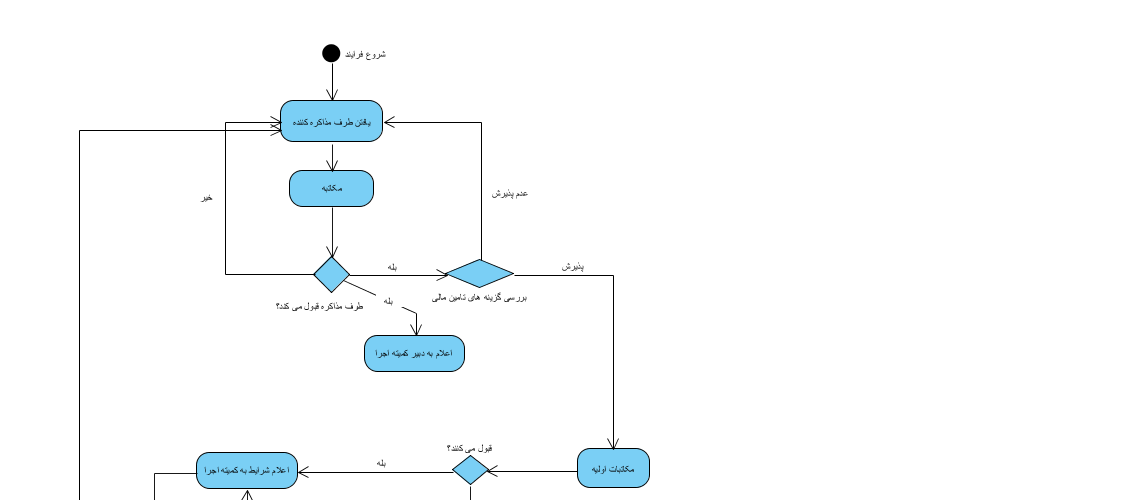 شروع فرایند
یافتن طرف مذاکره کننده
مکاتبه
خیر
عدم پذیرش
بله
پذیرش
بررسی گزینه های تامین مالی
بله
طرف مذاکره قبول می کند؟
اعلام به دبیر کمیته اجرا
قبول می کنند؟
بله
اعلام شرایط به کمیته اجرا
مکاتبات اولیه